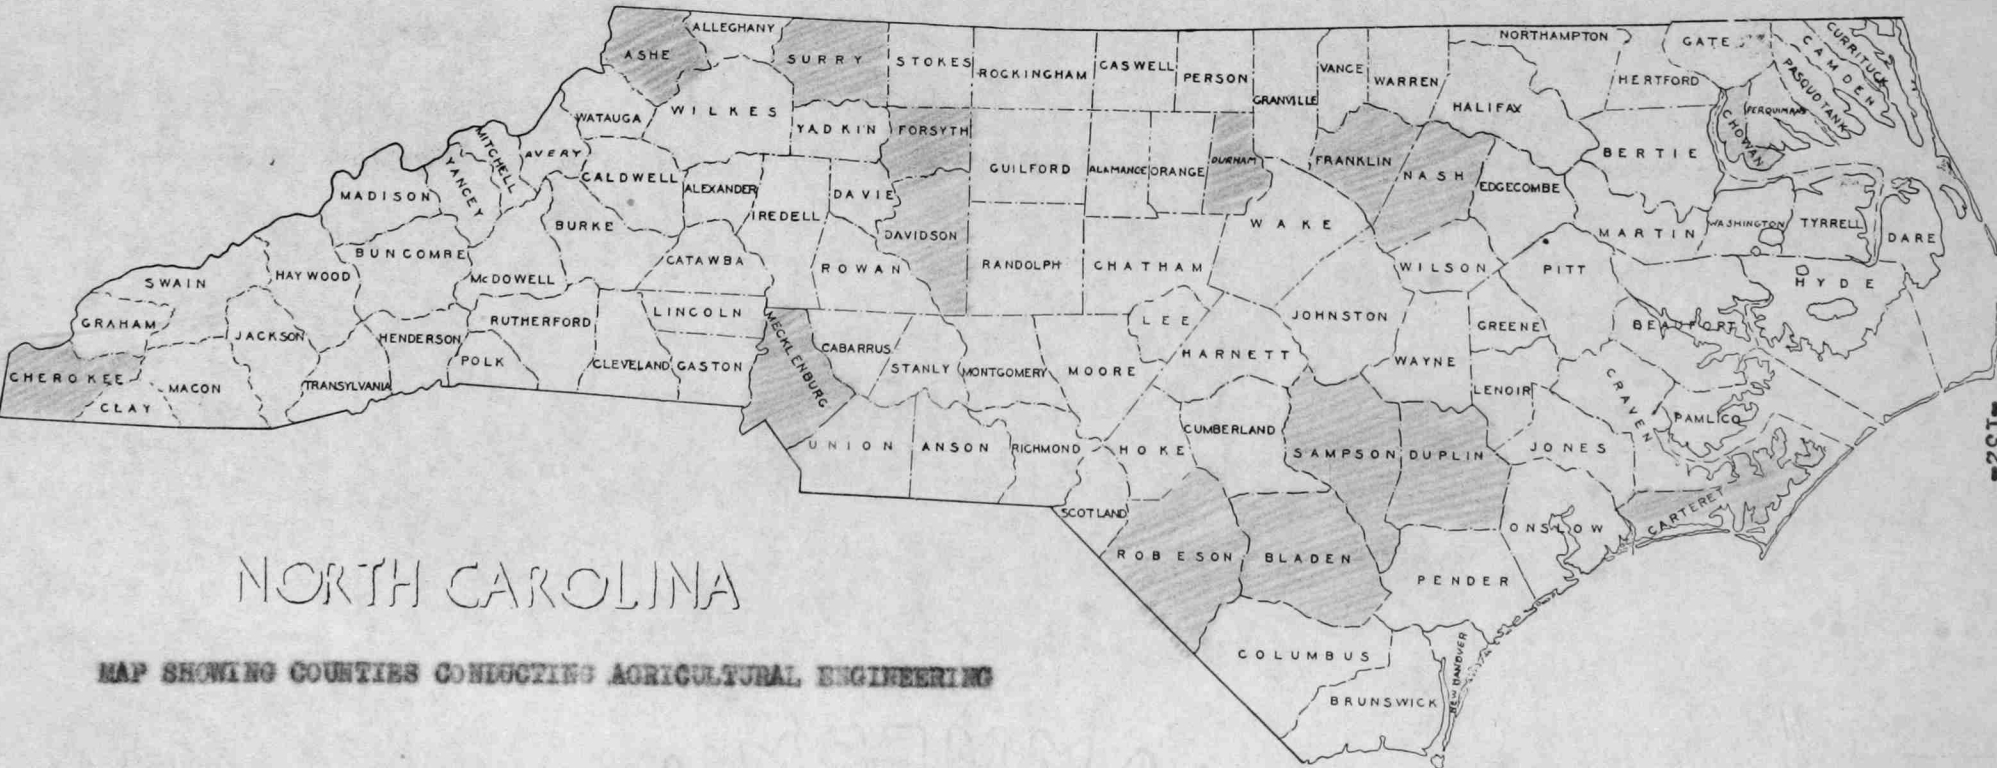 ALLEGHANY
ASHE
SURRY
STOKES
ROCKINGHAM
CASWELL
PERSON
GRANVILLE
VANCE
WARREN
NORTHAMPTON
GATE
HERTFORD
CURRITUCK
CAMDEN
PASQUOTANK
PERQUIMANS
CHOWAN
HALIFAX
WATAUGA
WILKES
YADKIN
FORSYTH
GUILFORD
ALAMANCE
ORANGE
DURHAM
FRANKLIN
NASH
EDGECOMBE
BERTIE
MITCHELL
AVERY
YANCEY
MADISON
CALDWELL
ALEXANDER
IREDELL
DAVIE
DAVIDSON
BURKE
WAKE
MARTIN
WASHINGTON
TYRRELL
DARE
BUNCOMBE
HAYWOOD
SWAIN
McDOWELL
CATAWBA
ROWAN
RANDOLPH
CHATHAM
WILSON
PITT
HYDE
GRAHAM
JACKSON
HENDERSON
RUTHERFORD
LINCOLN
MECKLENBURG
CABARRUS
LEE
JOHNSTON
GREENE
BEAUFORT
CHEROKEE
MACON
CLAY
TRANSYLVANIA
POLK
CLEVELAND
GASTON
STANLY
MONTGOMERY
MOORE
HARNETT
WAYNE
LENOIR
CRAVEN
PAMLICO
UNION
ANSON
RICHMOND
HOKE
CUMBERLAND
SAMPSON
DUPLIN
JONES
SCOTLAND
ROBESON
BLADEN
ONSLOW
CARTERET
PENDER
COLUMBUS
BRUNSWICK
NEW HANOVER
NORTH CAROLINA
MAP SHOWING COUNTIES CONDUCTING AGRICULTURAL ENGINEERING